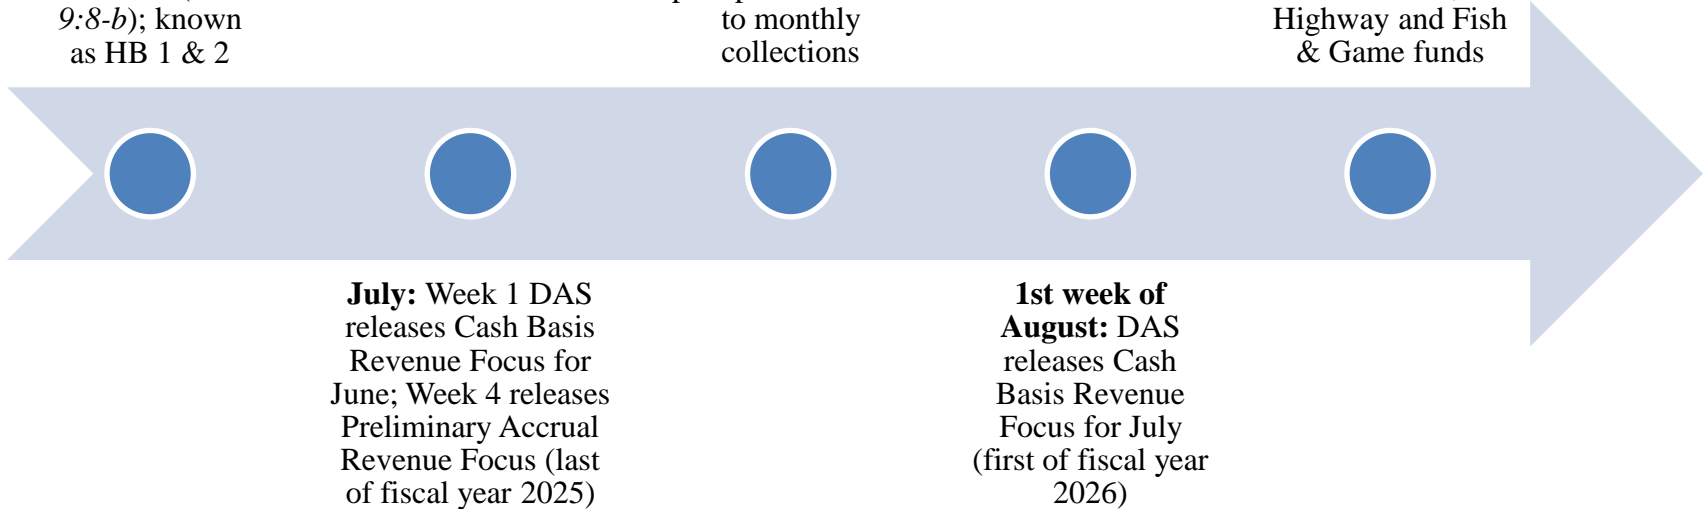 9:8-b); known
as HB 1 & 2
to monthly
collections
Highway and Fish
& Game funds
July: Week 1 DAS
releases Cash Basis
Revenue Focus for
June; Week 4 releases
Preliminary Accrual
Revenue Focus (last
of fiscal year 2025)
1st week of
August: DAS
releases Cash
Basis Revenue
Focus for July
(first of fiscal year
2026)